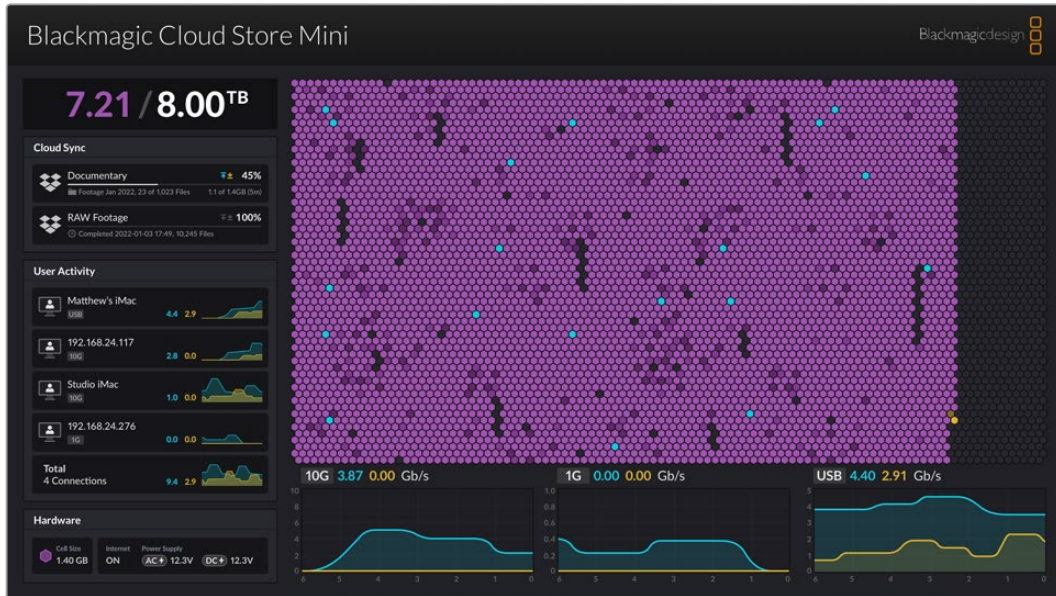 Blackmagic Cloud Store Mini
Blackmagicdesign
7.21 / 8.00 TB
Cloud Sync
Documentary 45%
Footage Jan 2022, 23 of 1,023 Files 1.1 of 1.4GB (5m)
RAW Footage 100%
Completed 2022-01-03 17:49, 10,245 Files
User Activity
Matthew's iMac
USB 4.4 2.9
192.168.24.117
10G 2.8 0.0
Studio iMac
10G 1.0 0.0
192.168.24.276
1G 0.0 0.0
Total
4 Connections 9.4 2.9
Hardware
Cell Size Internet Power Supply
1.40 GB ON AC 12.3V DC 12.3V
10G 3.87 0.00 Gb/s
10
8
6
4
2
0
6 5 4 3 2 1 0
1G 0.00 0.00 Gb/s
1.0
0.8
0.6
0.4
0.2
0
6 5 4 3 2 1 0
USB 4.40 2.91 Gb/s
5
4
3
2
1
0
6 5 4 3 2 1 0